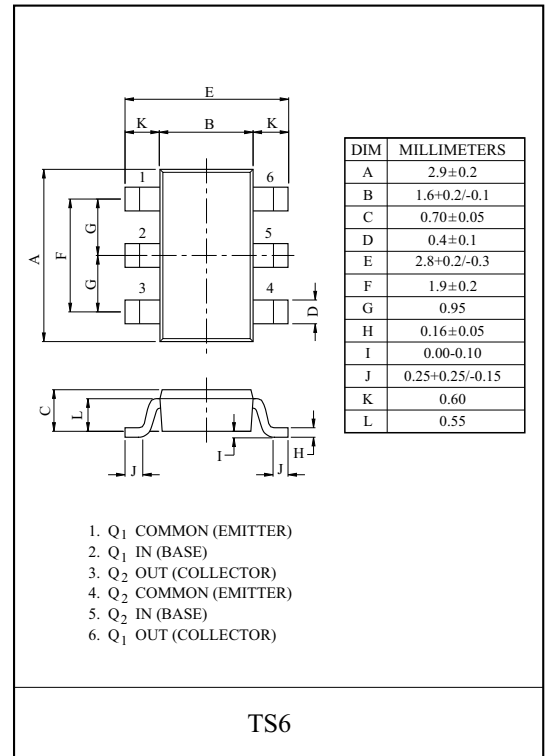 E
K B K
1 6
G
2 5
A F
G
3 4
D
C L
I H
J J
DIM MILLIMETERS
A 2.9±0.2
B 1.6+0.2/-0.1
C 0.70±0.05
D 0.4±0.1
E 2.8+0.2/-0.3
F 1.9±0.2
G 0.95
H 0.16±0.05
I 0.00-0.10
J 0.25+0.25/-0.15
K 0.60
L 0.55
1. Q1 COMMON (EMITTER)
2. Q1 IN (BASE)
3. Q2 OUT (COLLECTOR)
4. Q2 COMMON (EMITTER)
5. Q2 IN (BASE)
6. Q1 OUT (COLLECTOR)
TS6